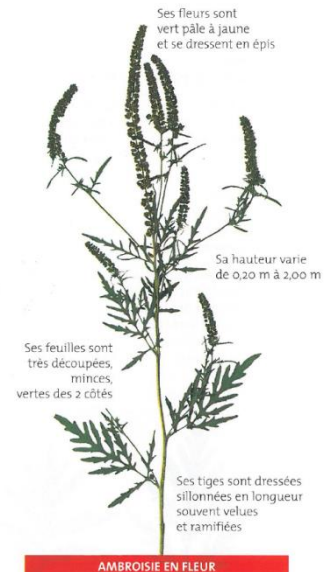 Ses fleurs sont
vert pâle à jaune
et se dressent en épis
Sa hauteur varie
de 0,20 m à 2,00 m
Ses feuilles sont
très découpées,
minces,
vertes des 2 côtés
Ses tiges sont dressées
sillonnées en longueur
souvent velues
et ramifiées
AMBROISIE EN FLEUR